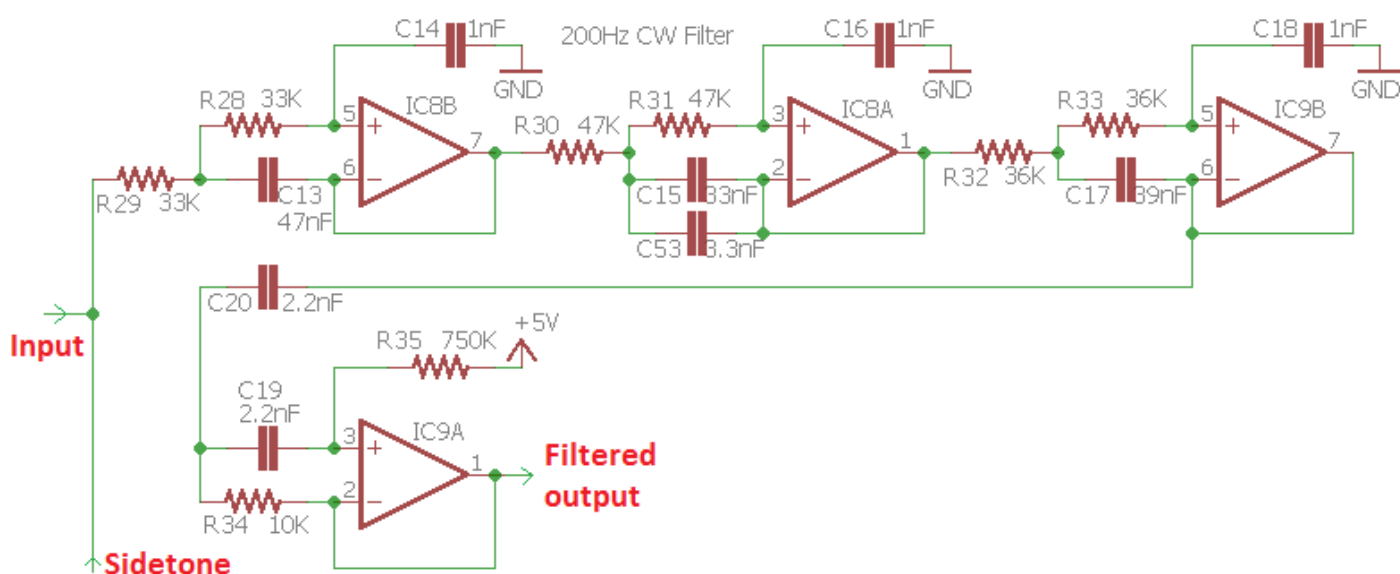 C14 1nF
200Hz CW Filter
C16 1nF
C18 1nF
GND
GND
GND
R28 33K
IC8B
R31 47K
IC8A
R33 36K
IC9B
5
+
7
6
−
R30 47K
3
+
1
2
−
R32 36K
5
+
7
6
−
R29 33K
C13
47nF
C15 33nF
C17 39nF
C53 3.3nF
C20 2.2nF
Input
R35 750K
+5V
C19
2.2nF
IC9A
3
+
1
2
−
Filtered
output
R34 10K
Sidetone